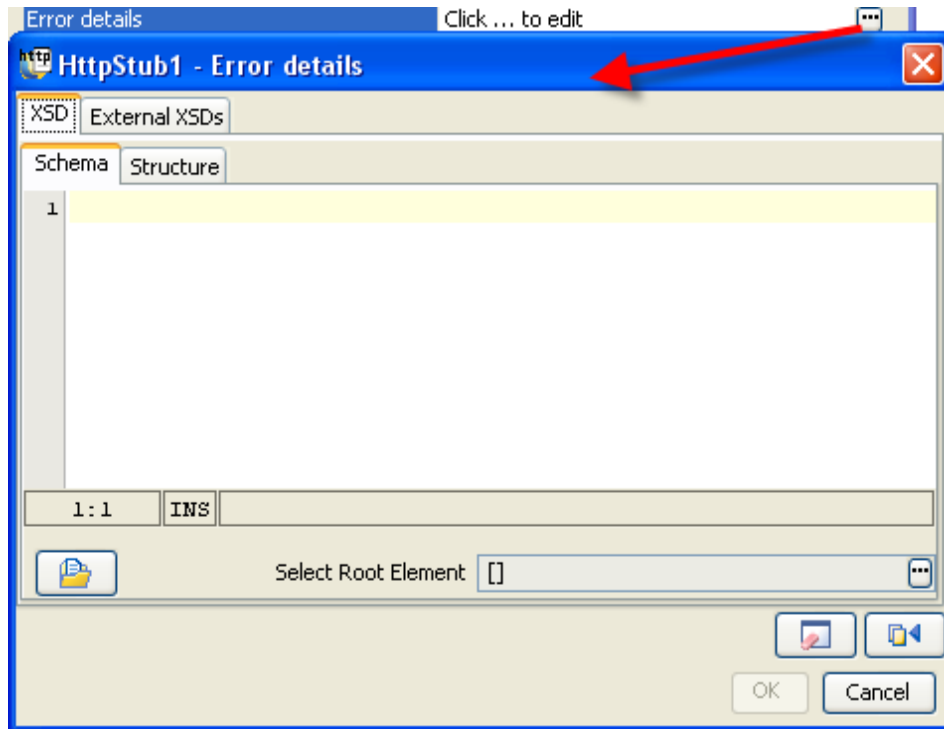 Error details Click ... to edit
http HttpStub1 - Error details
XSD External XSDs
Schema Structure
1
1:1 INS
Select Root Element []
OK Cancel